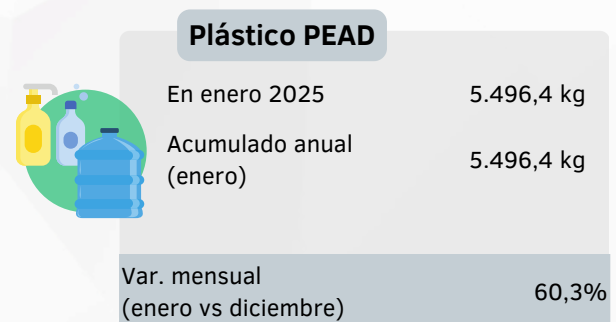 Plástico PEAD
En enero 2025 5.496,4 kg
Acumulado anual
(enero) 5.496,4 kg
Var. mensual
(enero vs diciembre) 60,3%